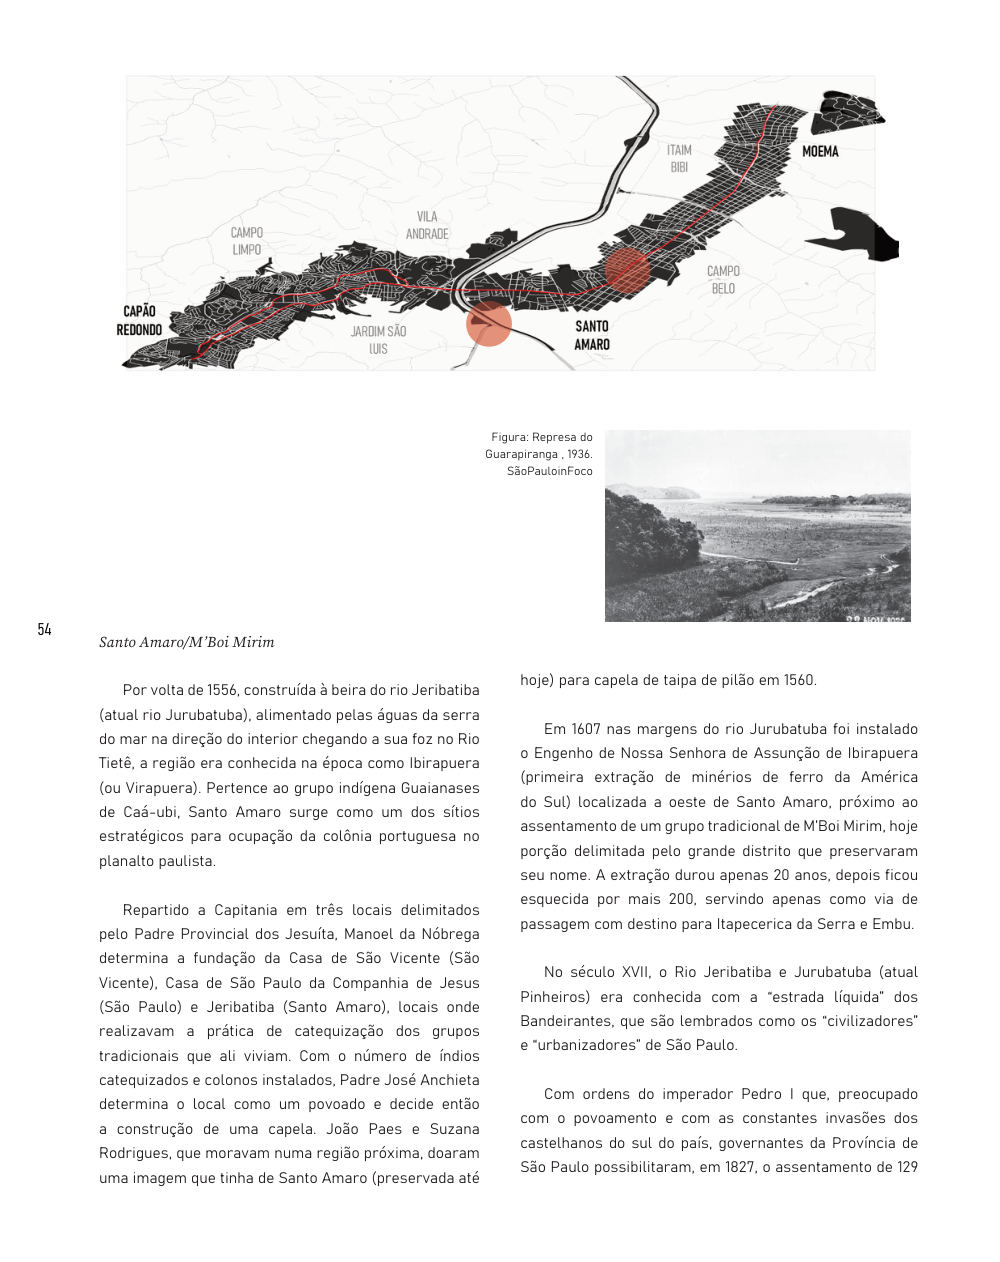 ITAIM
BIBI
MOEMA
VILA
ANDRADE
CAMPO
LIMPO
CAMPO
BELO
CAPÃO
REDONDO
JARDIM SÃO
LUIS
SANTO
AMARO
Figura: Represa do
Guarapiranga , 1936.
SãoPauloinFoco
54
Santo Amaro/M’Boi Mirim
Por volta de 1556, construída à beira do rio Jeribatiba
(atual rio Jurubatuba), alimentado pelas águas da serra
do mar na direção do interior chegando a sua foz no Rio
Tietê, a região era conhecida na época como Ibirapuera
(ou Virapuera). Pertence ao grupo indígena Guaianases
de Caá-ubi, Santo Amaro surge como um dos sítios
estratégicos para ocupação da colônia portuguesa no
planalto paulista.
Repartido a Capitania em três locais delimitados
pelo Padre Provincial dos Jesuíta, Manoel da Nóbrega
determina a fundação da Casa de São Vicente (São
Vicente), Casa de São Paulo da Companhia de Jesus
(São Paulo) e Jeribatiba (Santo Amaro), locais onde
realizavam a prática de catequização dos grupos
tradicionais que ali viviam. Com o número de índios
catequizados e colonos instalados, Padre José Anchieta
determina o local como um povoado e decide então
a construção de uma capela. João Paes e Suzana
Rodrigues, que moravam numa região próxima, doaram
uma imagem que tinha de Santo Amaro (preservada até
hoje) para capela de taipa de pilão em 1560.
Em 1607 nas margens do rio Jurubatuba foi instalado
o Engenho de Nossa Senhora de Assunção de Ibirapuera
(primeira extração de minérios de ferro da América
do Sul) localizada a oeste de Santo Amaro, próximo ao
assentamento de um grupo tradicional de M’Boi Mirim, hoje
porção delimitada pelo grande distrito que preservaram
seu nome. A extração durou apenas 20 anos, depois ficou
esquecida por mais 200, servindo apenas como via de
passagem com destino para Itapecerica da Serra e Embu.
No século XVII, o Rio Jeribatiba e Jurubatuba (atual
Pinheiros) era conhecida com a “estrada líquida” dos
Bandeirantes, que são lembrados como os “civilizadores”
e “urbanizadores” de São Paulo.
Com ordens do imperador Pedro I que, preocupado
com o povoamento e com as constantes invasões dos
castelhanos do sul do país, governantes da Província de
São Paulo possibilitaram, em 1827, o assentamento de 129